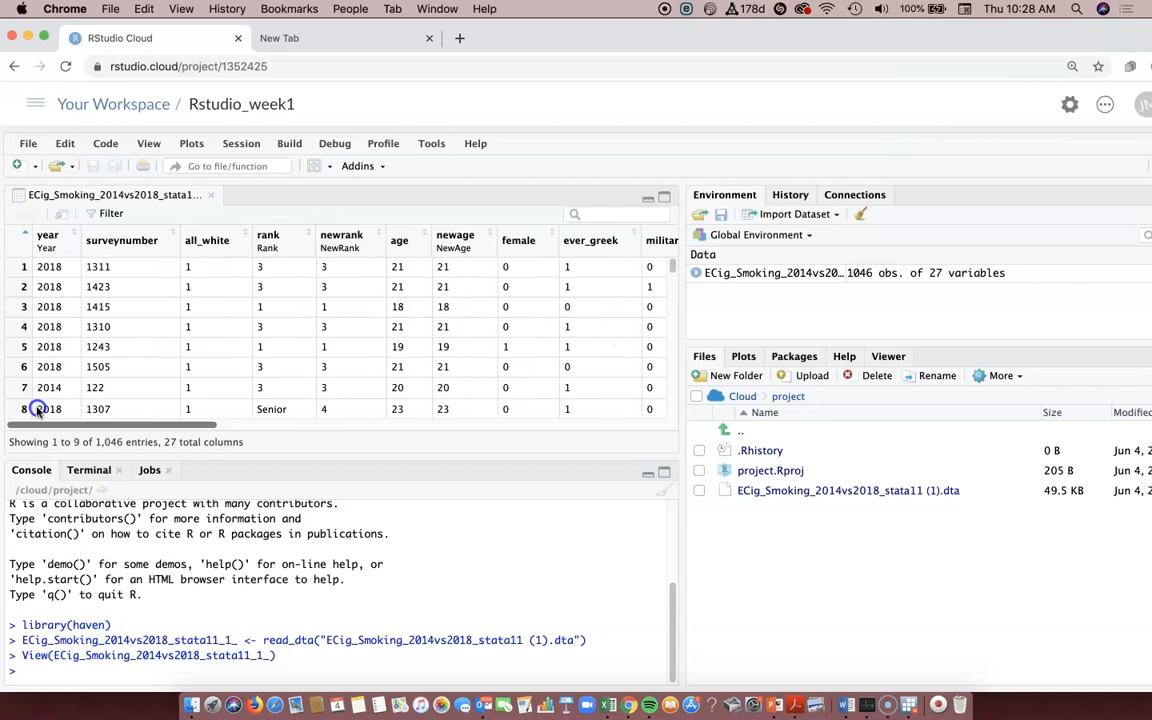 Chrome File Edit View History Bookmarks People Tab Window Help 178d 100% Thu 10:28 AM
RStudio Cloud × New Tab × +
rstudio.cloud/project/1352425
Your Workspace / Rstudio_week1
File Edit Code View Plots Session Build Debug Profile Tools Help
Go to file/function Addins
ECig_Smoking_2014vs2018_stata1... ×
Filter
year surveynumber all_white rank newrank age newage female ever_greek militar
Year Rank NewRank NewAge
1 2018 1311 1 3 3 21 21 0 1 0
2 2018 1423 1 3 3 21 21 0 1 1
3 2018 1415 1 1 1 18 18 0 0 0
4 2018 1310 1 3 3 21 21 0 1 0
5 2018 1243 1 1 1 19 19 1 1 0
6 2018 1505 1 3 3 21 21 0 0 0
7 2014 122 1 3 3 20 20 0 1 0
8 2018 1307 1 Senior 4 23 23 0 1 0
Showing 1 to 9 of 1,046 entries, 27 total columns
Console Terminal × Jobs ×
/cloud/project/
R is a collaborative project with many contributors.
Type 'contributors()' for more information and
'citation()' on how to cite R or R packages in publications.
Type 'demo()' for some demos, 'help()' for on-line help, or
'help.start()' for an HTML browser interface to help.
Type 'q()' to quit R.
> library(haven)
> ECig_Smoking_2014vs2018_stata11_1_ <- read_dta("ECig_Smoking_2014vs2018_stata11 (1).dta")
> View(ECig_Smoking_2014vs2018_stata11_1_)
>
Environment History Connections
Import Dataset
Global Environment
Data
ECig_Smoking_2014vs20... 1046 obs. of 27 variables
Files Plots Packages Help Viewer
New Folder Upload Delete Rename More
Cloud project
Name Size Modified
..
.Rhistory 0 B Jun 4, 2
project.Rproj 205 B Jun 4, 2
ECig_Smoking_2014vs2018_stata11 (1).dta 49.5 KB Jun 4, 2